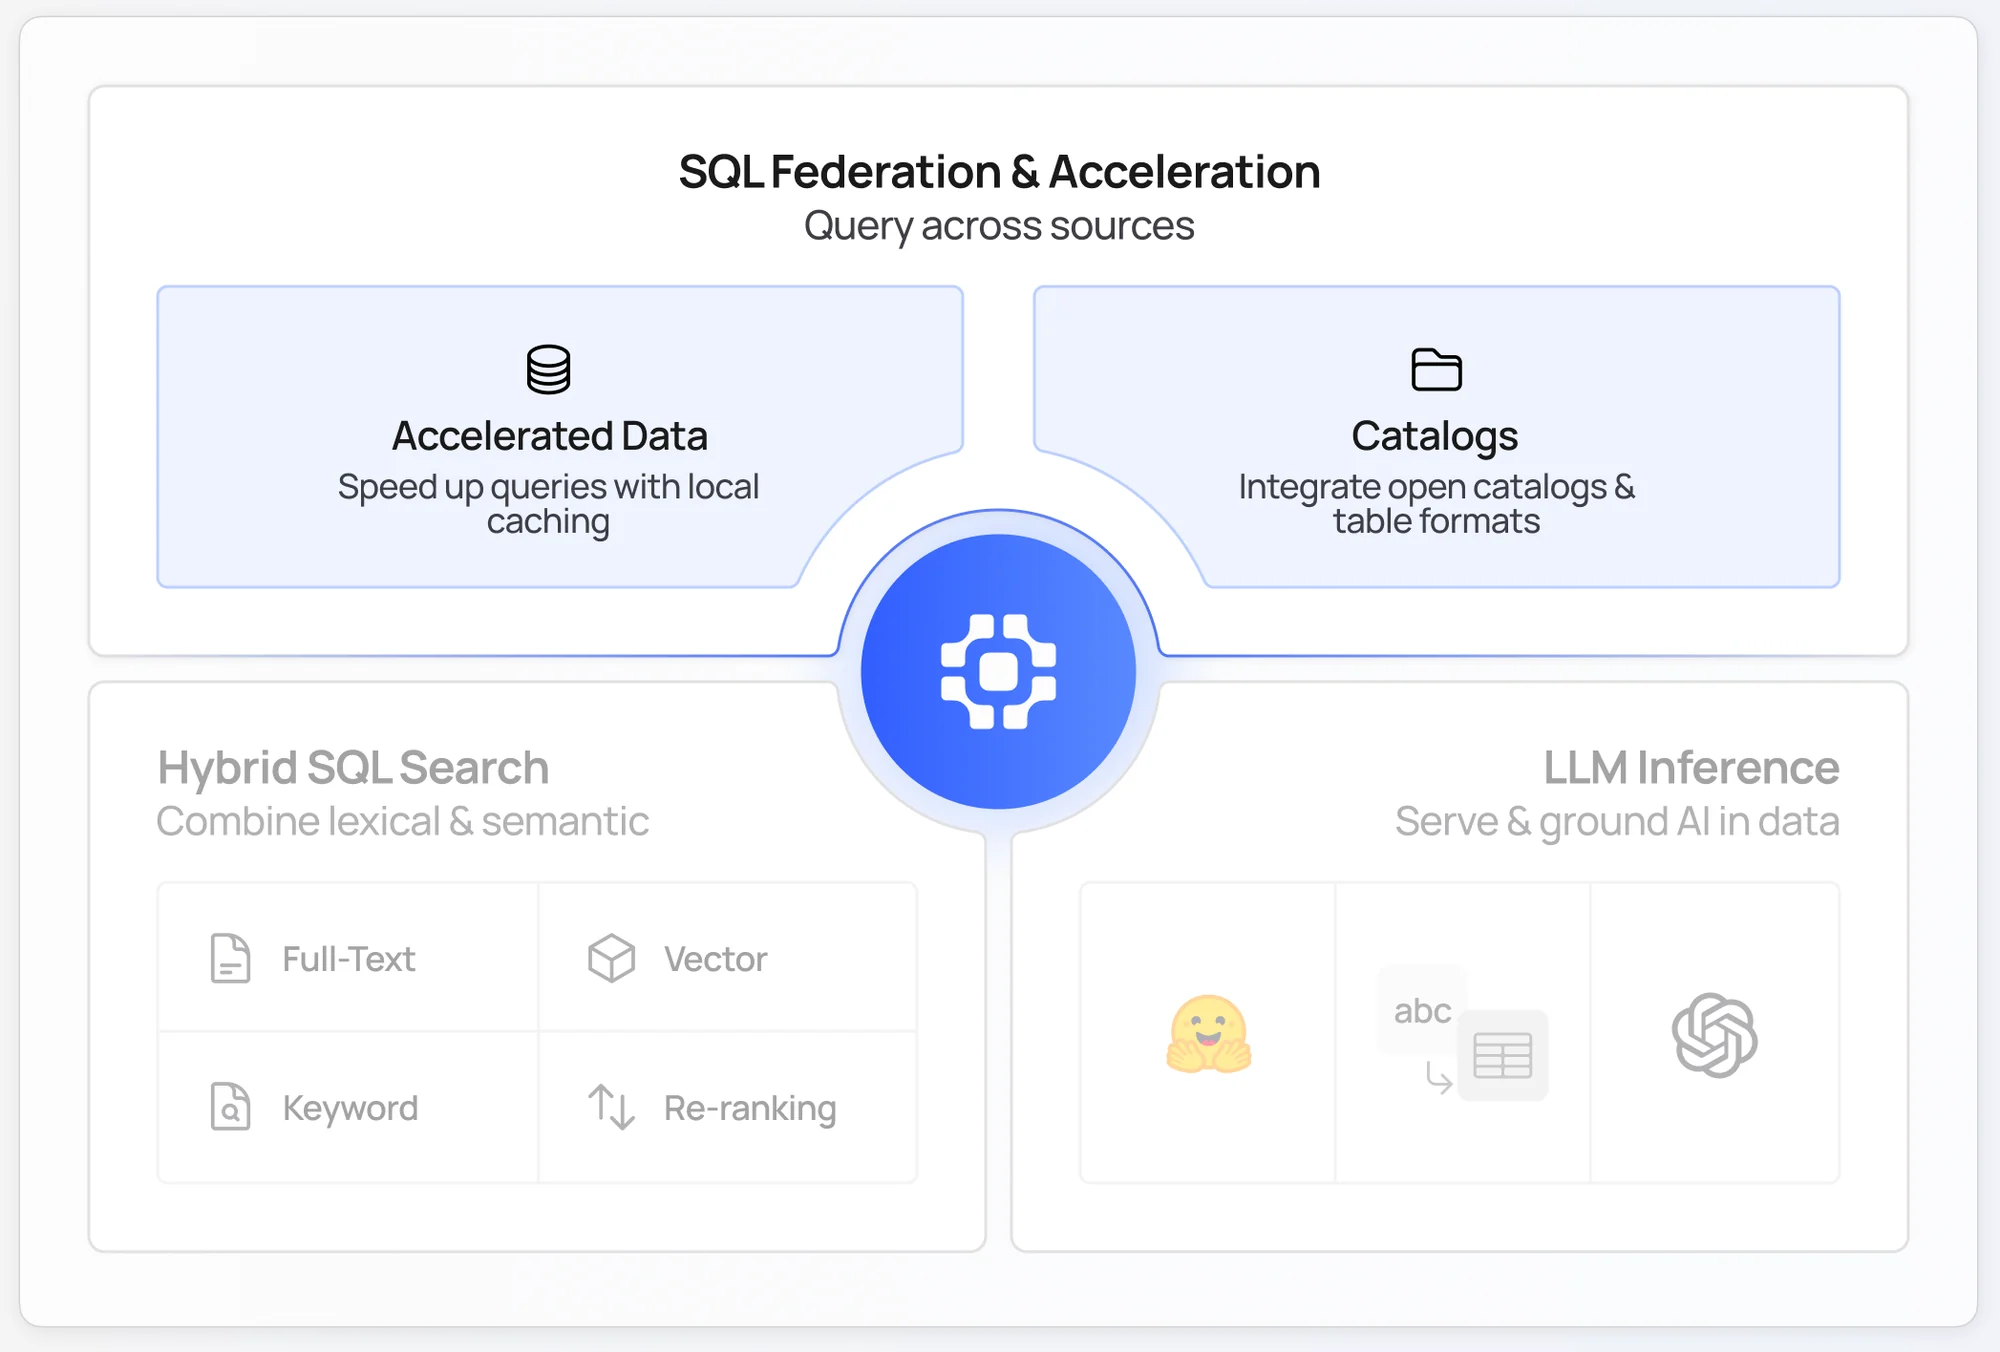 SQL Federation & Acceleration
Query across sources
Accelerated Data
Speed up queries with local
caching
Catalogs
Integrate open catalogs &
table formats
Hybrid SQL Search
Combine lexical & semantic
Full-Text
Vector
Keyword
Re-ranking
LLM Inference
Serve & ground AI in data
abc